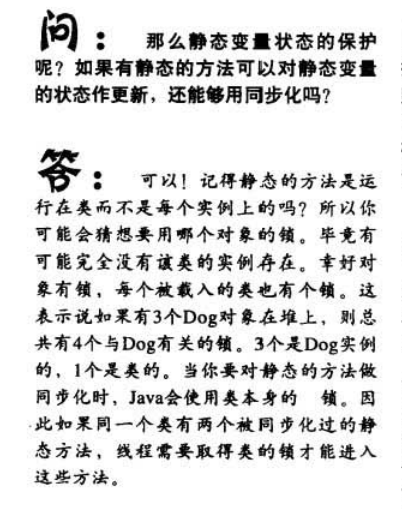 问：那么静态变量状态的保护
呢？如果有静态的方法可以对静态变量
的状态作更新，还能够用同步化吗？
答：可以！记得静态的方法是运
行在类而不是每个实例上的吗？所以你
可能会猜想要用哪个对象的锁。毕竟有
可能完全没有该类的实例存在。幸好对
象有锁，每个被载入的类也有个锁。这
表示说如果有3个Dog对象在堆上，则总
共有4个与Dog有关的锁。3个是Dog实例
的，1个是类的。当你要对静态的方法做
同步化时，Java会使用类本身的 锁。因
此如果同一个类有两个被同步化过的静
态方法，线程需要取得类的锁才能进入
这些方法。